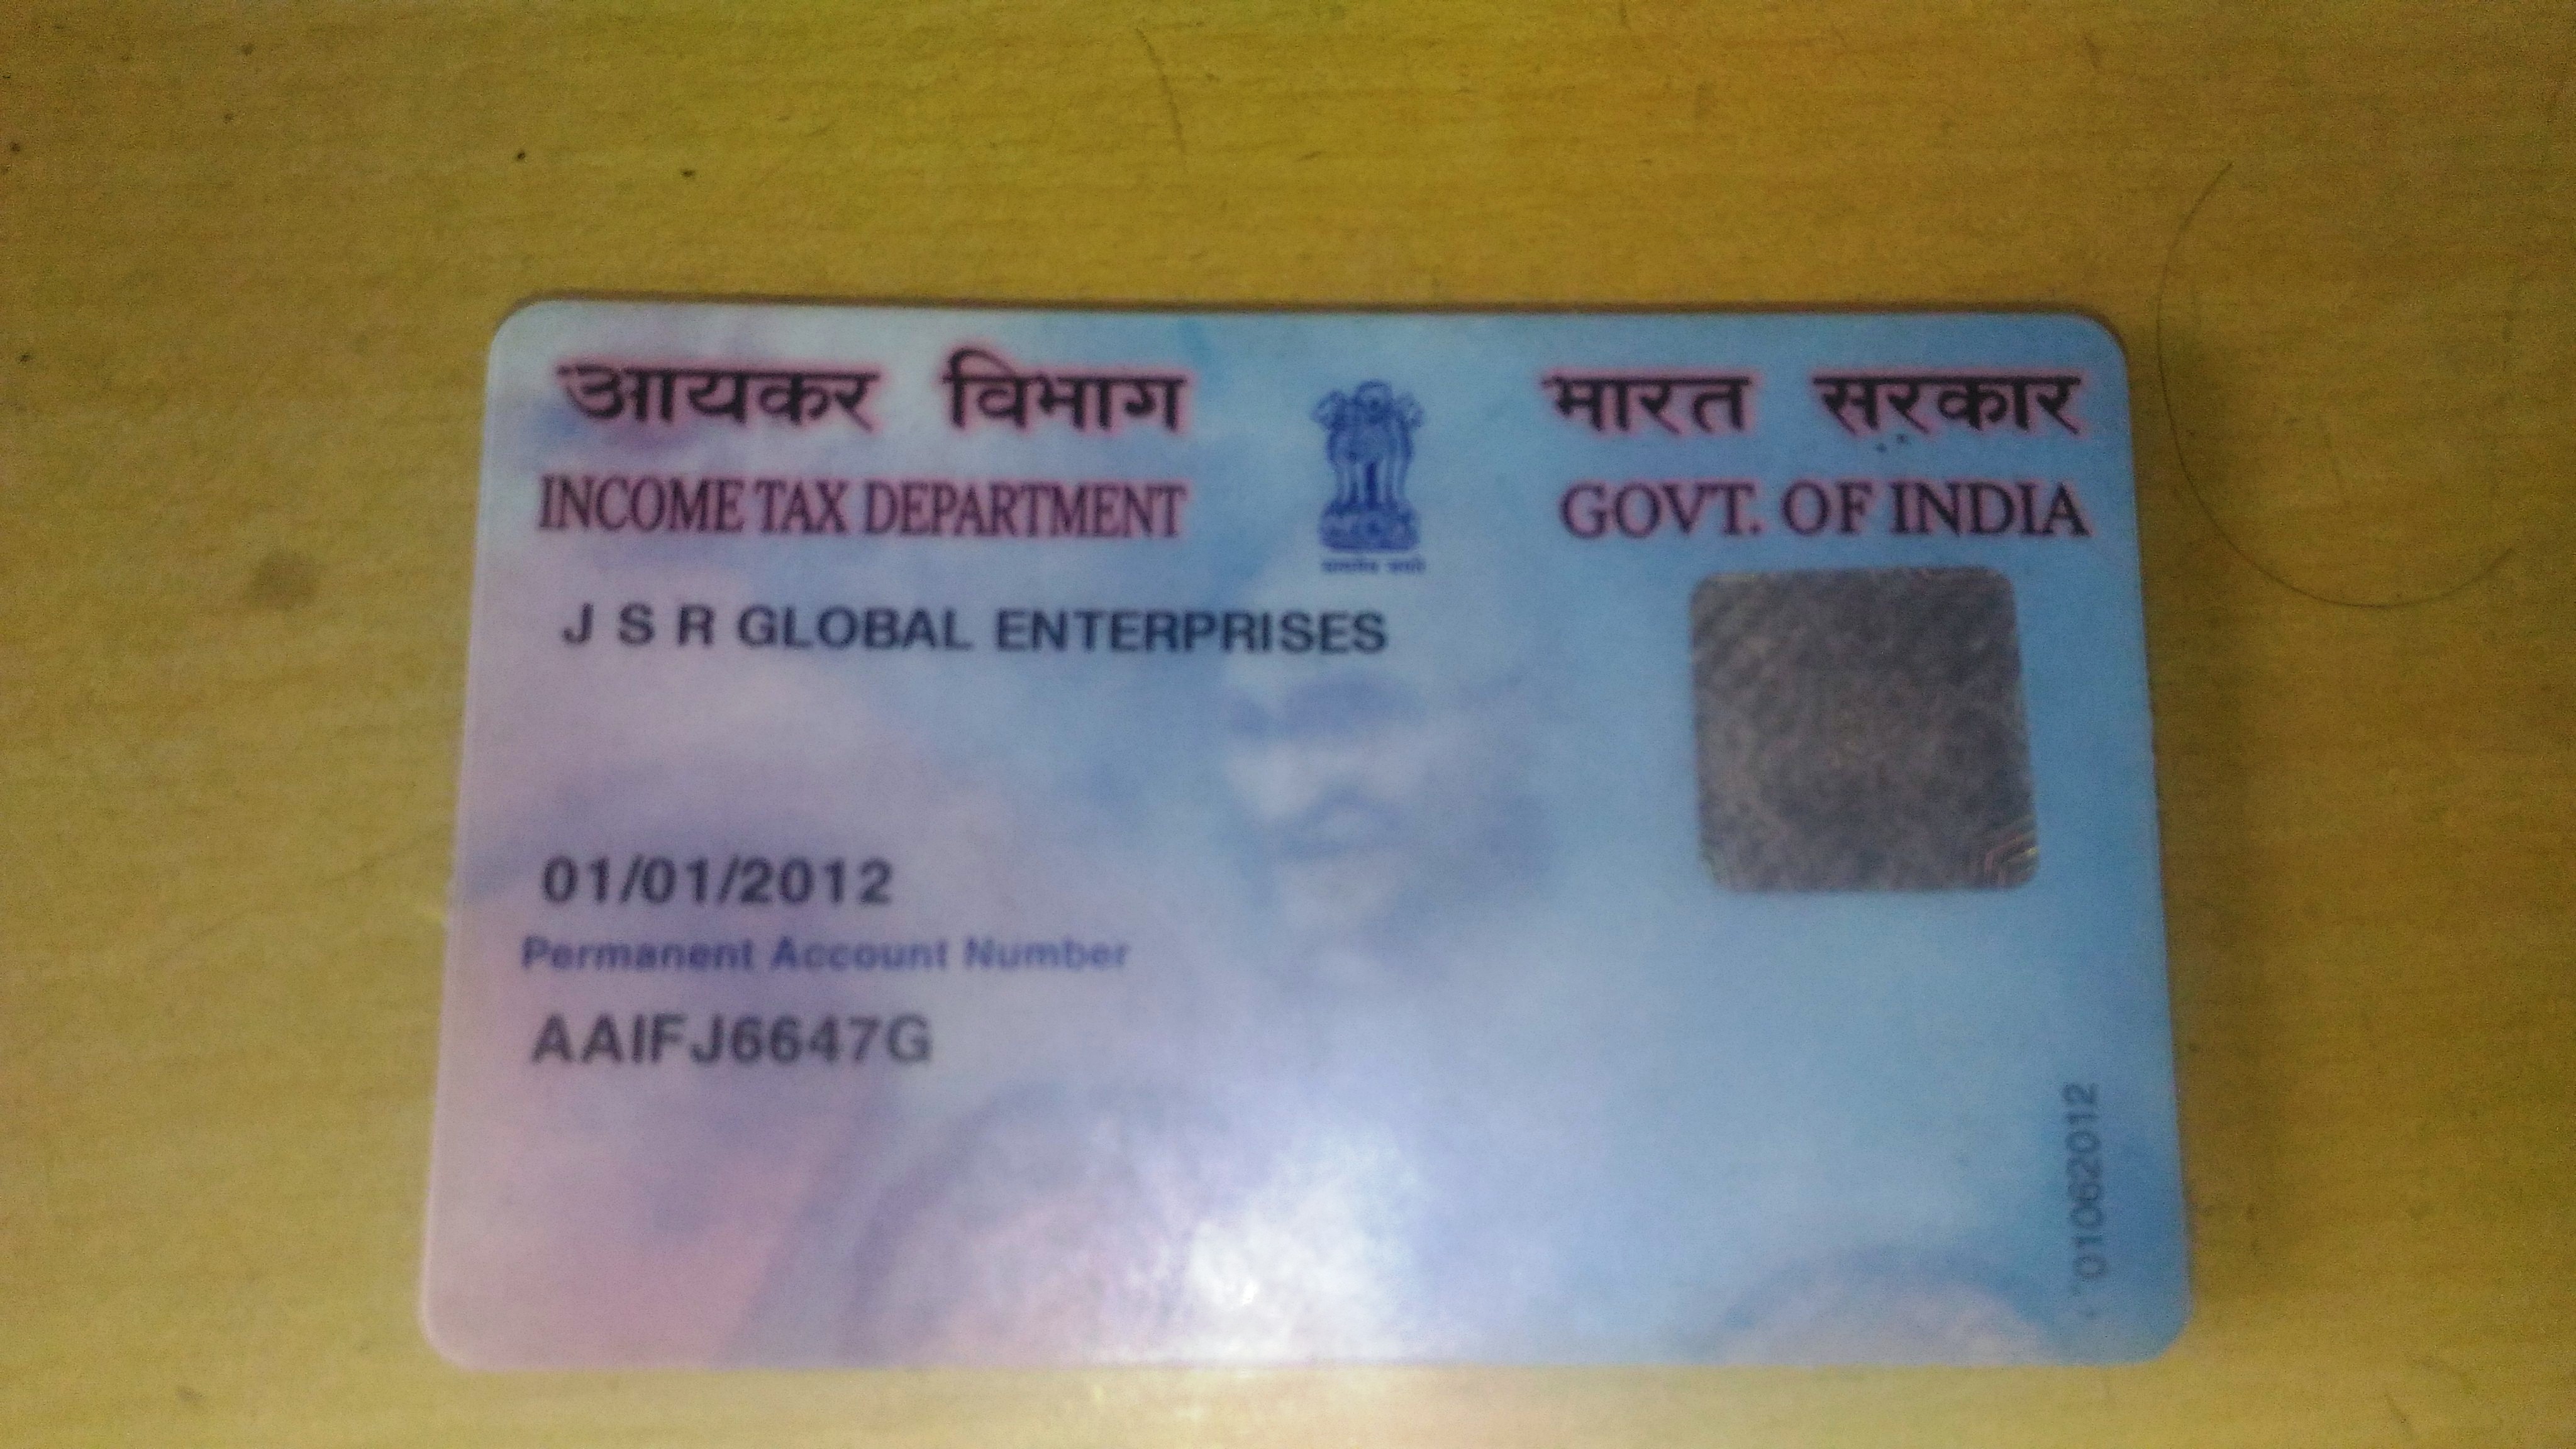 आयकर विभाग
INCOME TAX DEPARTMENT
भारत सरकार
GOVT. OF INDIA
सत्यमेव जयते
J S R GLOBAL ENTERPRISES
01/01/2012
Permanent Account Number
AAIFJ6647G
01062012